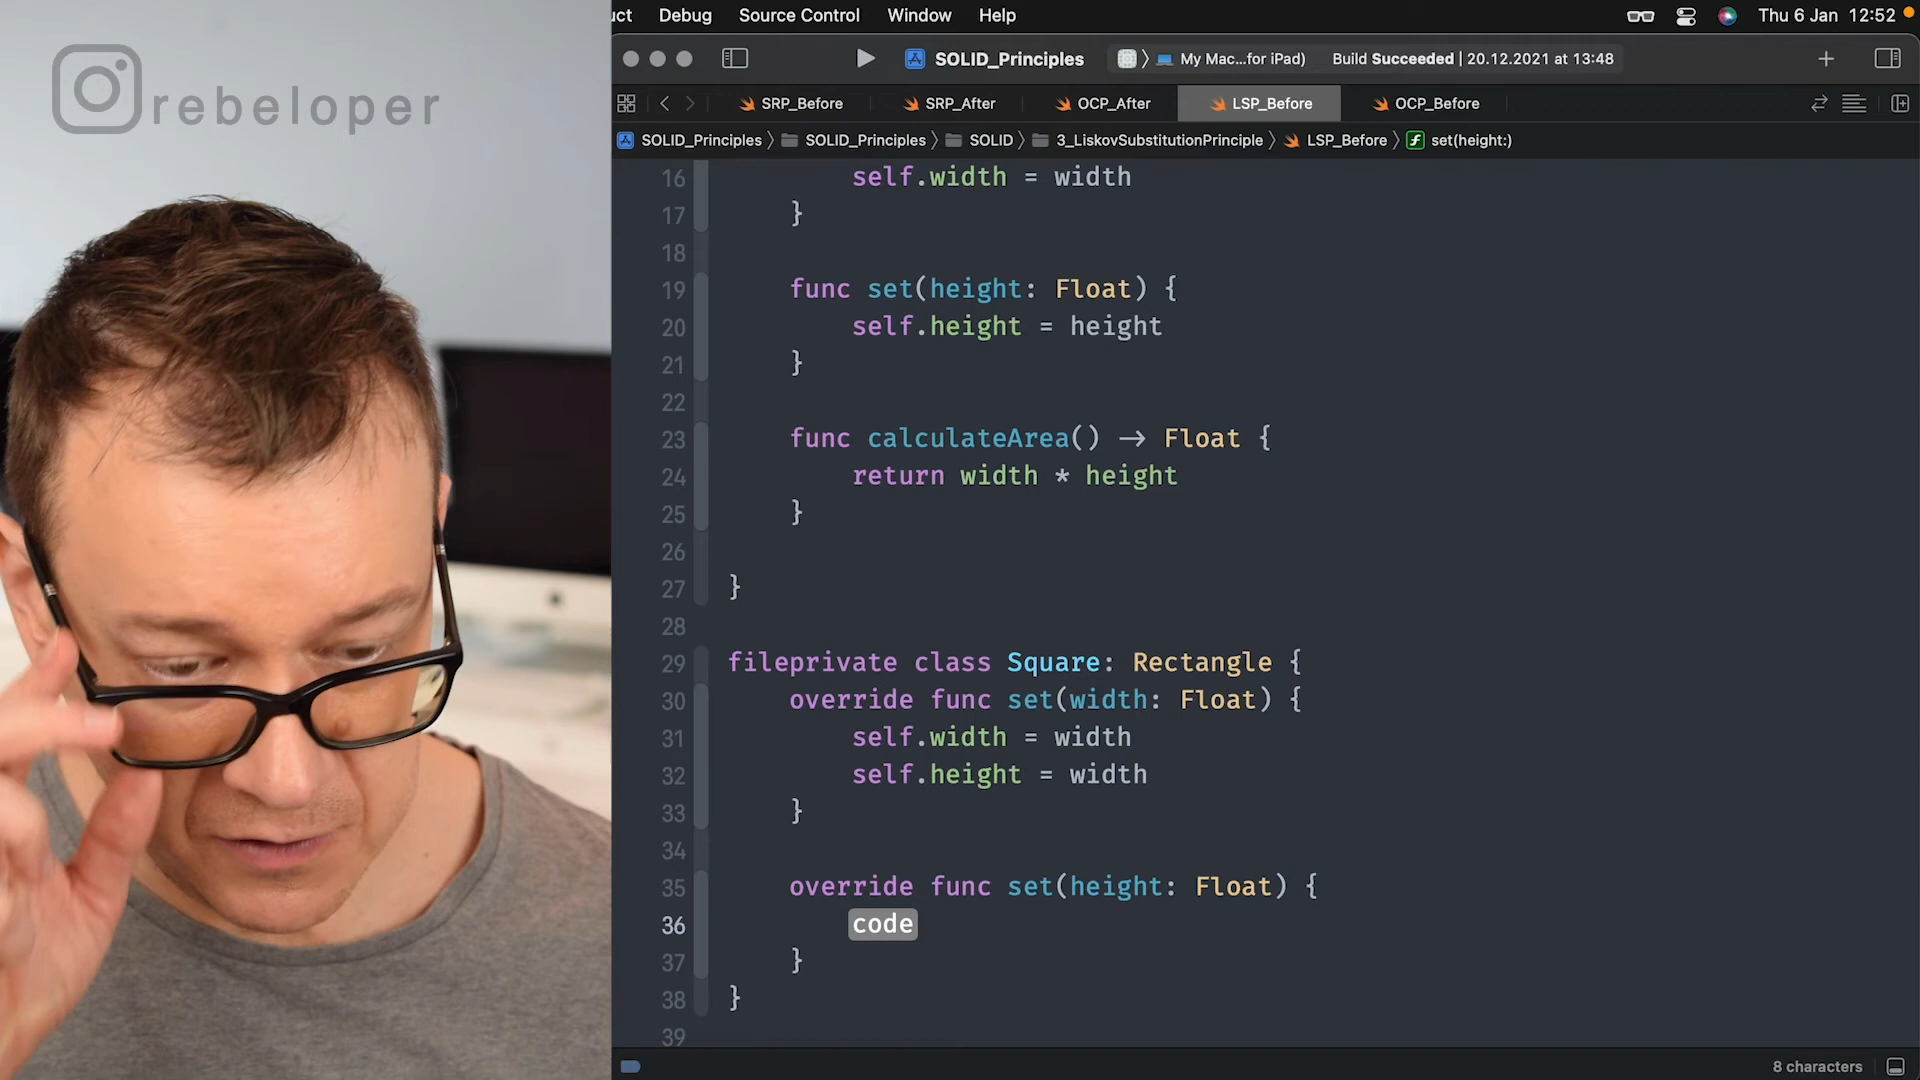 rebeloper
uct Debug Source Control Window Help Thu 6 Jan 12:52
SOLID_Principles My Mac...for iPad) Build Succeeded | 20.12.2021 at 13:48
SRP_Before SRP_After OCP_After LSP_Before OCP_Before
SOLID_Principles SOLID_Principles SOLID 3_LiskovSubstitutionPrinciple LSP_Before f set(height:)
16 self.width = width
17 }
18
19 func set(height: Float) {
20 self.height = height
21 }
22
23 func calculateArea() → Float {
24 return width * height
25 }
26
27 }
28
29 fileprivate class Square: Rectangle {
30 override func set(width: Float) {
31 self.width = width
32 self.height = width
33 }
34
35 override func set(height: Float) {
36 code
37 }
38 }
39
8 characters